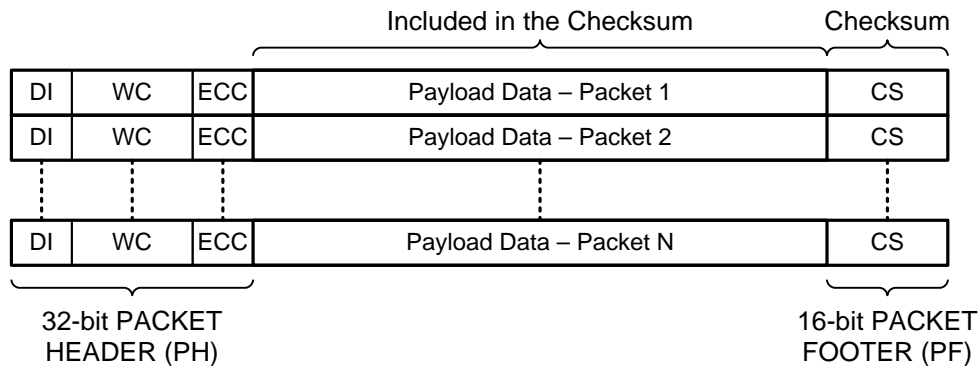 Included in the Checksum Checksum
DI WC ECC Payload Data – Packet 1 CS
DI WC ECC Payload Data – Packet 2 CS
DI WC ECC Payload Data – Packet N CS
32-bit PACKET
HEADER (PH)
16-bit PACKET
FOOTER (PF)